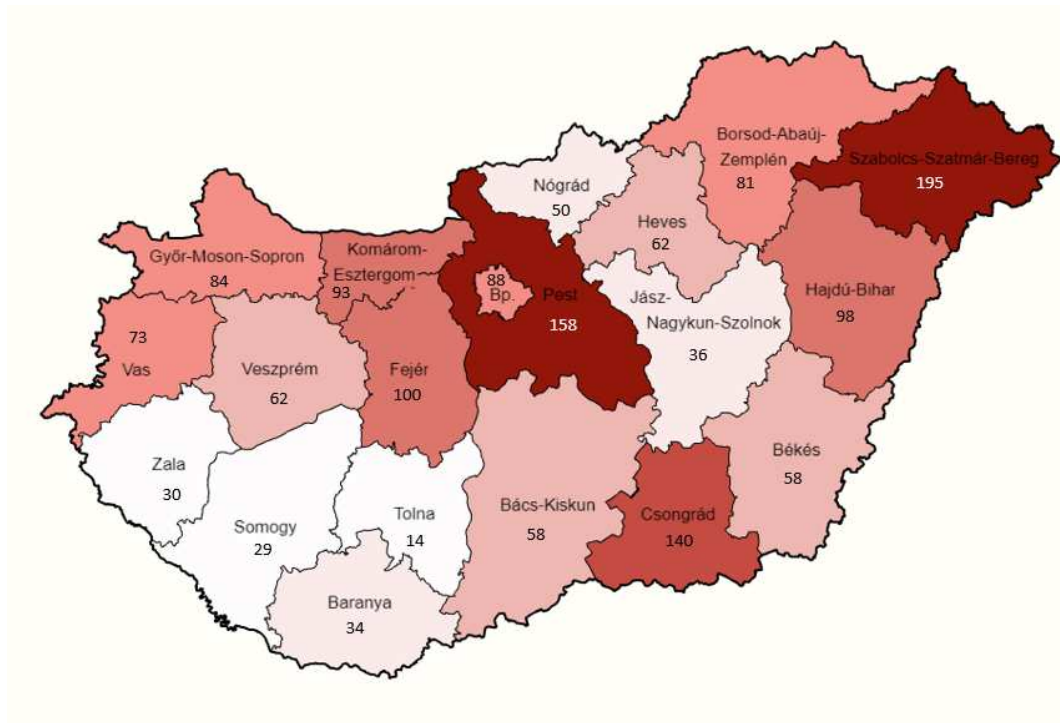 Borsod-Abaúj-
Zemplén
81
Szabolcs-Szatmár-Bereg
195
Nógrád
50
Heves
62
Győr-Moson-Sopron
84
Komárom-
Esztergom
93
88
Bp.
Pest
158
Jász-
Nagykun-Szolnok
36
Hajdú-Bihar
98
73
Vas
Veszprém
62
Fejér
100
Zala
30
Somogy
29
Tolna
14
Bács-Kiskun
58
Csongrád
140
Békés
58
Baranya
34